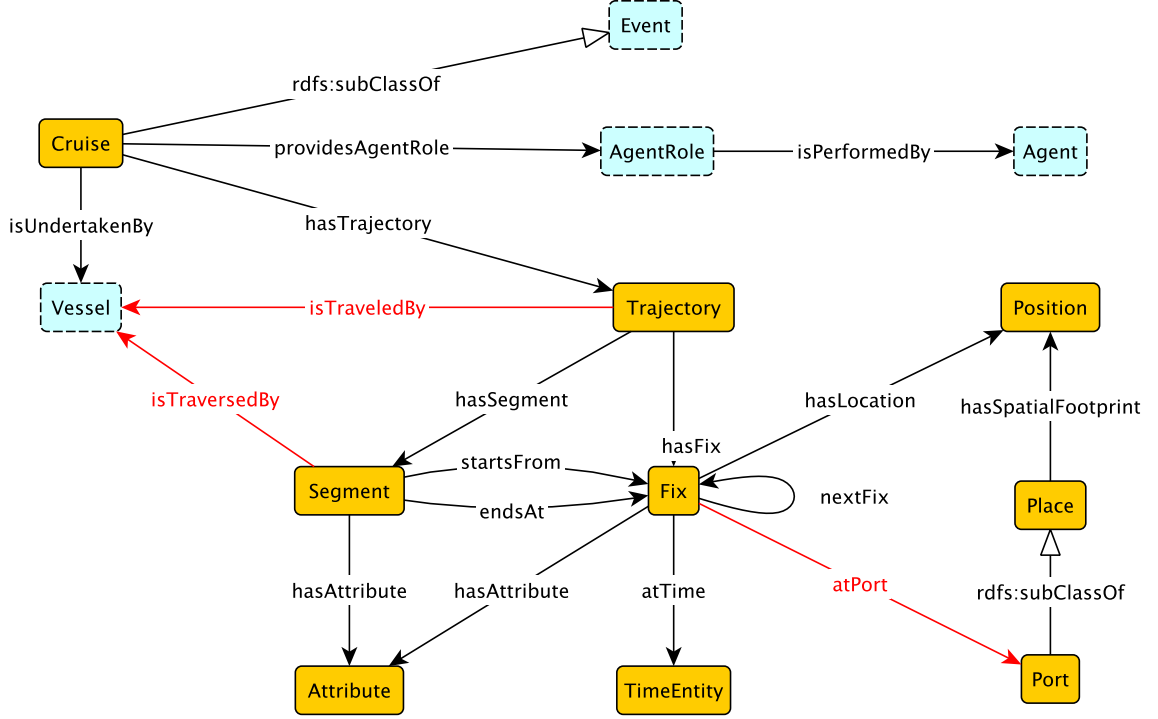 Event
rdfs:subClassOf
Cruise
providesAgentRole
AgentRole
isPerformedBy
Agent
isUndertakenBy
hasTrajectory
Vessel
isTraveledBy
Trajectory
Position
isTraversedBy
hasSegment
hasLocation
hasSpatialFootprint
hasFix
startsFrom
Segment
Fix
nextFix
endsAt
Place
hasAttribute
hasAttribute
atTime
atPort
rdfs:subClassOf
Attribute
TimeEntity
Port